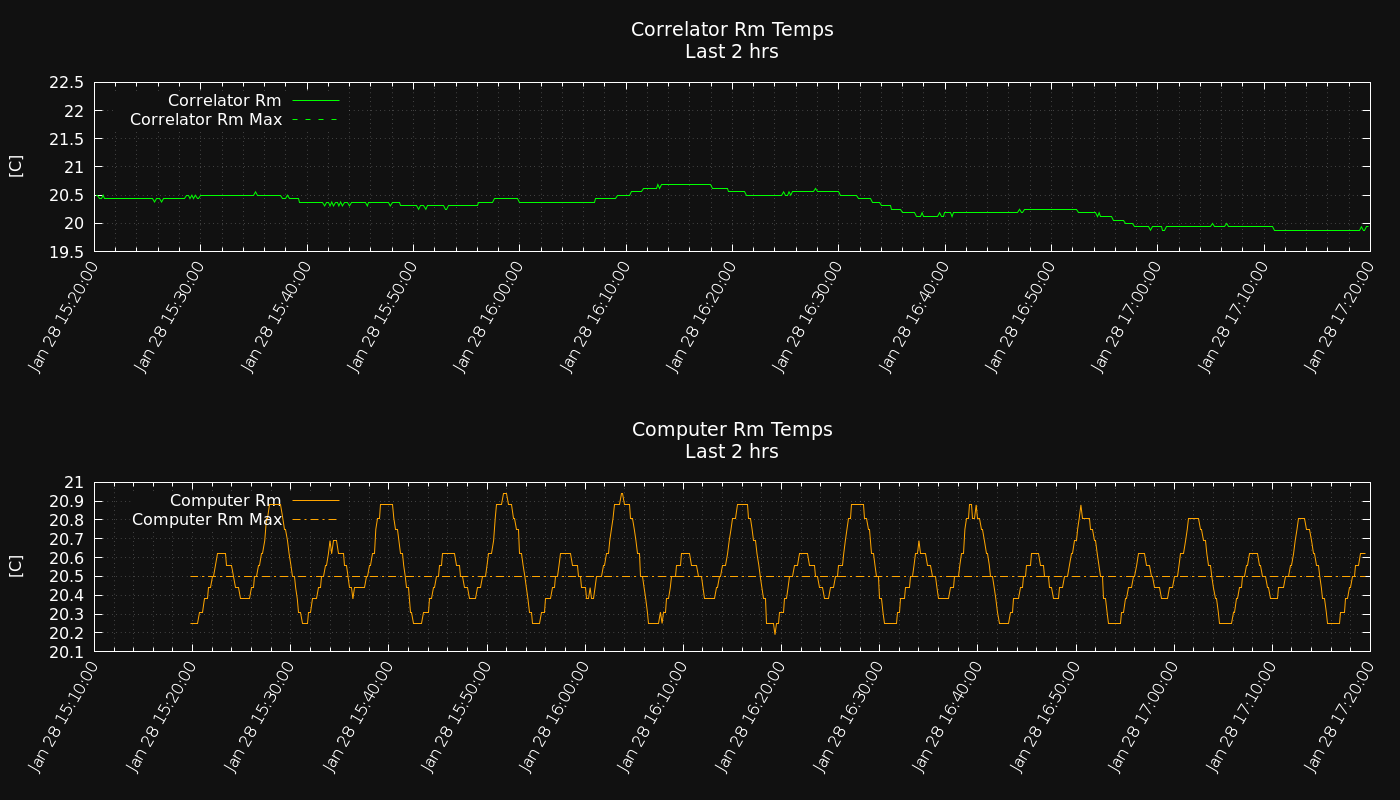 Correlator Rm Temps
Last 2 hrs
22.5
22
21.5
21
20.5
20
19.5
[C]
Correlator Rm
Correlator Rm Max
Jan 28 15:20:00
Jan 28 15:30:00
Jan 28 15:40:00
Jan 28 15:50:00
Jan 28 16:00:00
Jan 28 16:10:00
Jan 28 16:20:00
Jan 28 16:30:00
Jan 28 16:40:00
Jan 28 16:50:00
Jan 28 17:00:00
Jan 28 17:10:00
Jan 28 17:20:00
Computer Rm Temps
Last 2 hrs
21
20.9
20.8
20.7
20.6
20.5
20.4
20.3
20.2
20.1
[C]
Computer Rm
Computer Rm Max
Jan 28 15:10:00
Jan 28 15:20:00
Jan 28 15:30:00
Jan 28 15:40:00
Jan 28 15:50:00
Jan 28 16:00:00
Jan 28 16:10:00
Jan 28 16:20:00
Jan 28 16:30:00
Jan 28 16:40:00
Jan 28 16:50:00
Jan 28 17:00:00
Jan 28 17:10:00
Jan 28 17:20:00